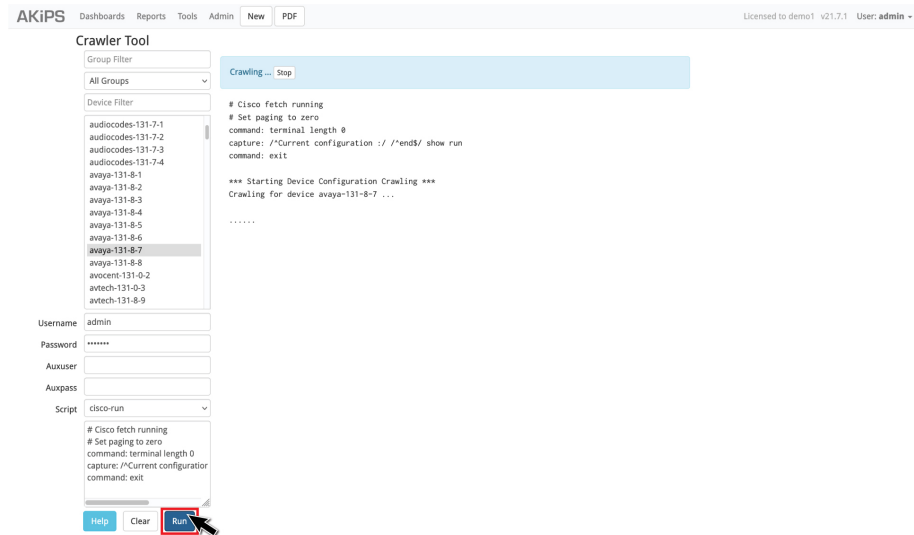 AKiPS Dashboards Reports Tools Admin New PDF Licensed to demo1 v21.7.1 User: admin
Crawler Tool
Group Filter
All Groups
Device Filter
audiocodes-131-7-1
audiocodes-131-7-2
audiocodes-131-7-3
audiocodes-131-7-4
avaya-131-8-1
avaya-131-8-2
avaya-131-8-3
avaya-131-8-4
avaya-131-8-5
avaya-131-8-6
avaya-131-8-7
avaya-131-8-8
avocent-131-0-2
avtech-131-0-3
avtech-131-8-9
Username admin
Password •••••••
Auxuser
Auxpass
Script cisco-run
# Cisco fetch running
# Set paging to zero
command: terminal length 0
capture: /^Current configuration
command: exit
Help Clear Run
Crawling ... Stop
# Cisco fetch running
# Set paging to zero
command: terminal length 0
capture: /^Current configuration :/ /^end$/ show run
command: exit
*** Starting Device Configuration Crawling ***
Crawling for device avaya-131-8-7 ...
......